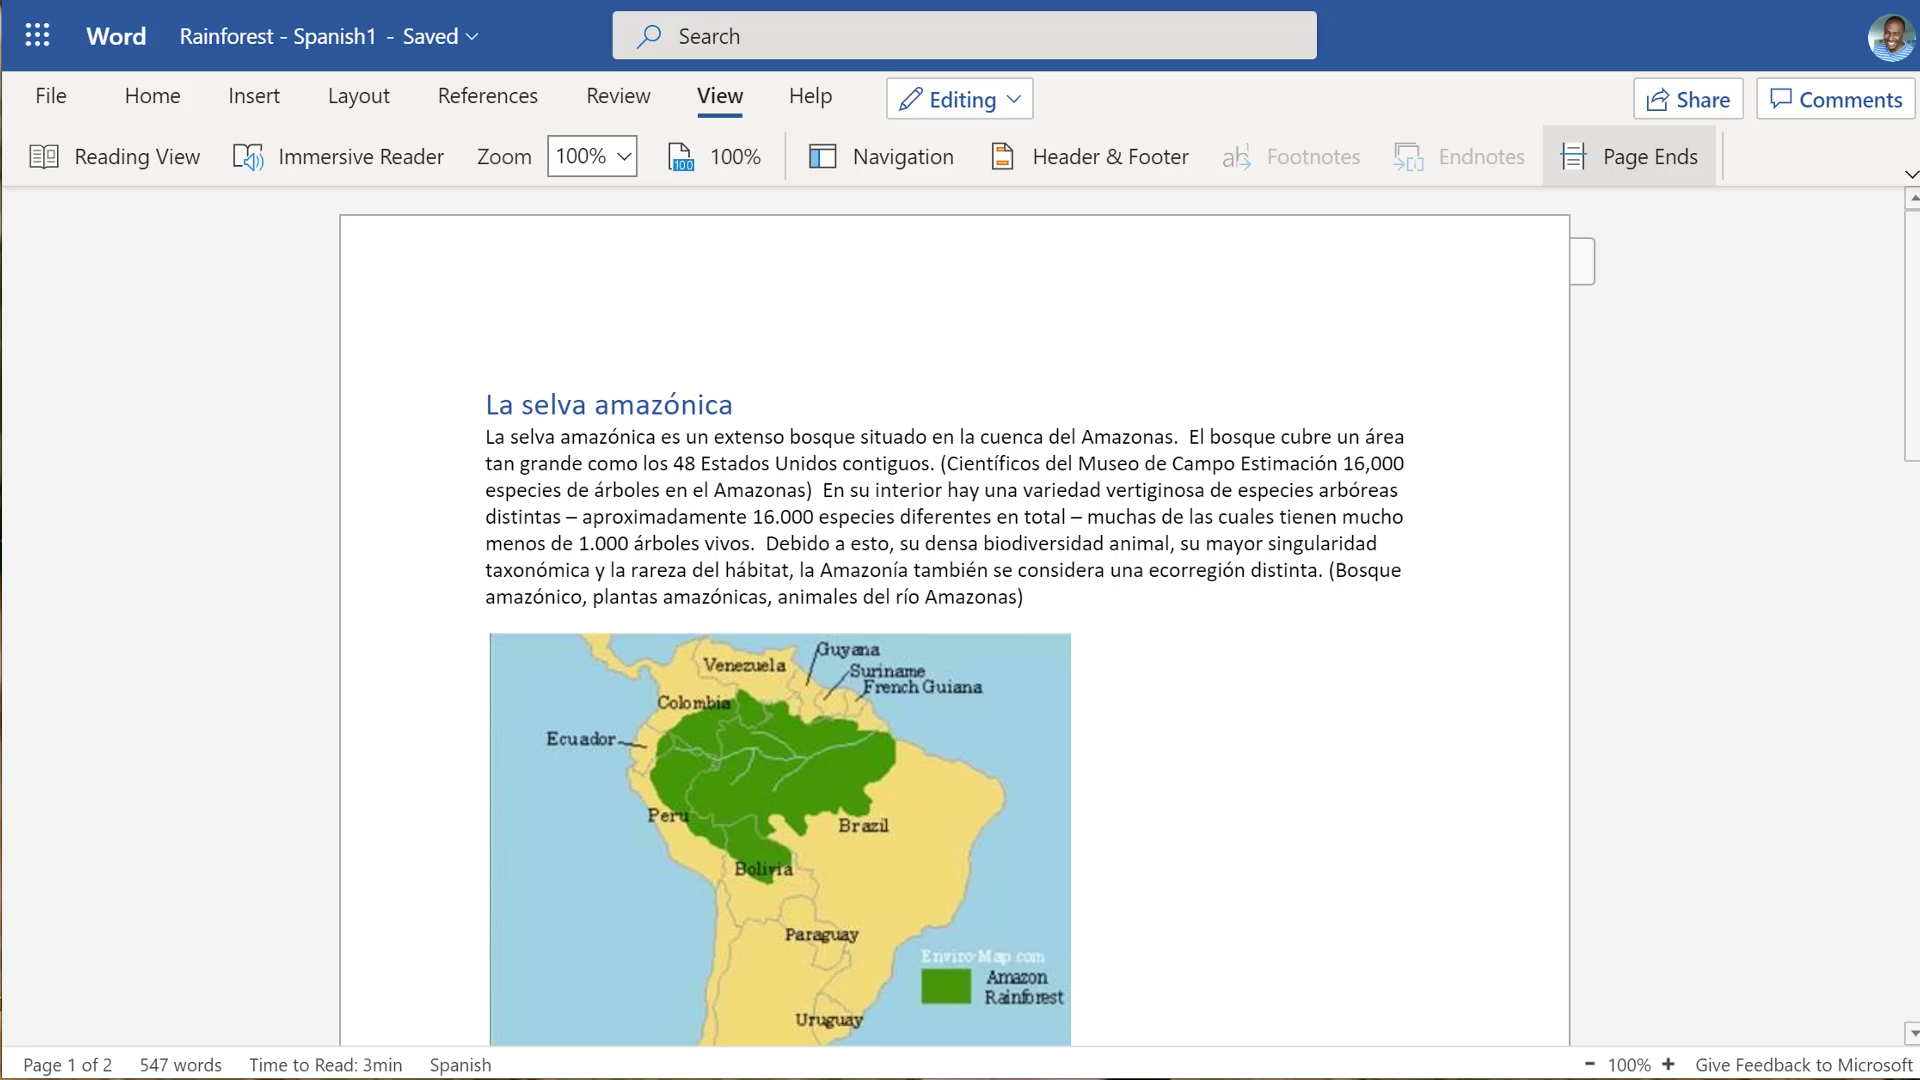 Word Rainforest - Spanish1 - Saved Search
File Home Insert Layout References Review View Help Editing Share Comments
Reading View Immersive Reader Zoom 100% 100% Navigation Header & Footer ab Footnotes Endnotes Page Ends
La selva amazónica
La selva amazónica es un extenso bosque situado en la cuenca del Amazonas. El bosque cubre un área
tan grande como los 48 Estados Unidos contiguos. (Científicos del Museo de Campo Estimación 16,000
especies de árboles en el Amazonas) En su interior hay una variedad vertiginosa de especies arbóreas
distintas – aproximadamente 16.000 especies diferentes en total – muchas de las cuales tienen mucho
menos de 1.000 árboles vivos. Debido a esto, su densa biodiversidad animal, su mayor singularidad
taxonómica y la rareza del hábitat, la Amazonía también se considera una ecorregión distinta. (Bosque
amazónico, plantas amazónicas, animales del río Amazonas)
Guyana
Venezuela
Suriname
French Guiana
Colombia
Ecuador
Peru
Brazil
Bolivia
Paraguay
Enviro-Map.com
Amazon
Rainforest
Uruguay
Page 1 of 2 547 words Time to Read: 3min Spanish - 100% + Give Feedback to Microsoft